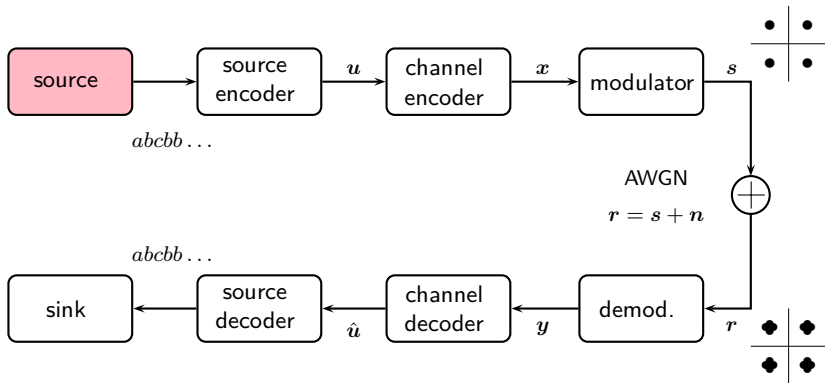 source
source
encoder
u
channel
encoder
x
modulator
s
abcbb ...
AWGN
r = s + n
abcbb ...
sink
source
decoder
û
channel
decoder
y
demod.
r